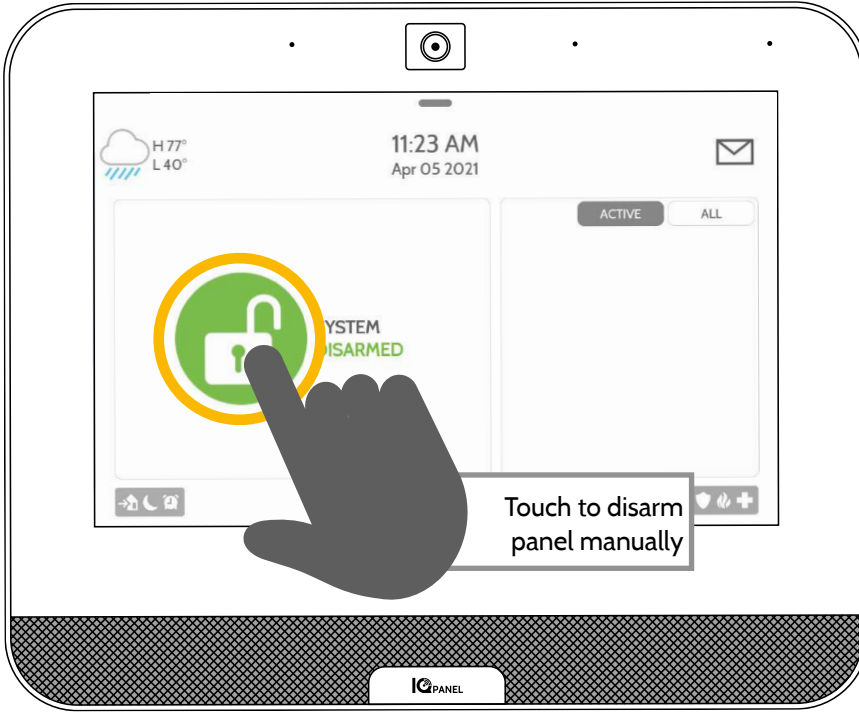 H 77°
L 40°
11:23 AM
Apr 05 2021
ACTIVE
ALL
YSTEM
ISARMED
Touch to disarm
panel manually
IQ PANEL